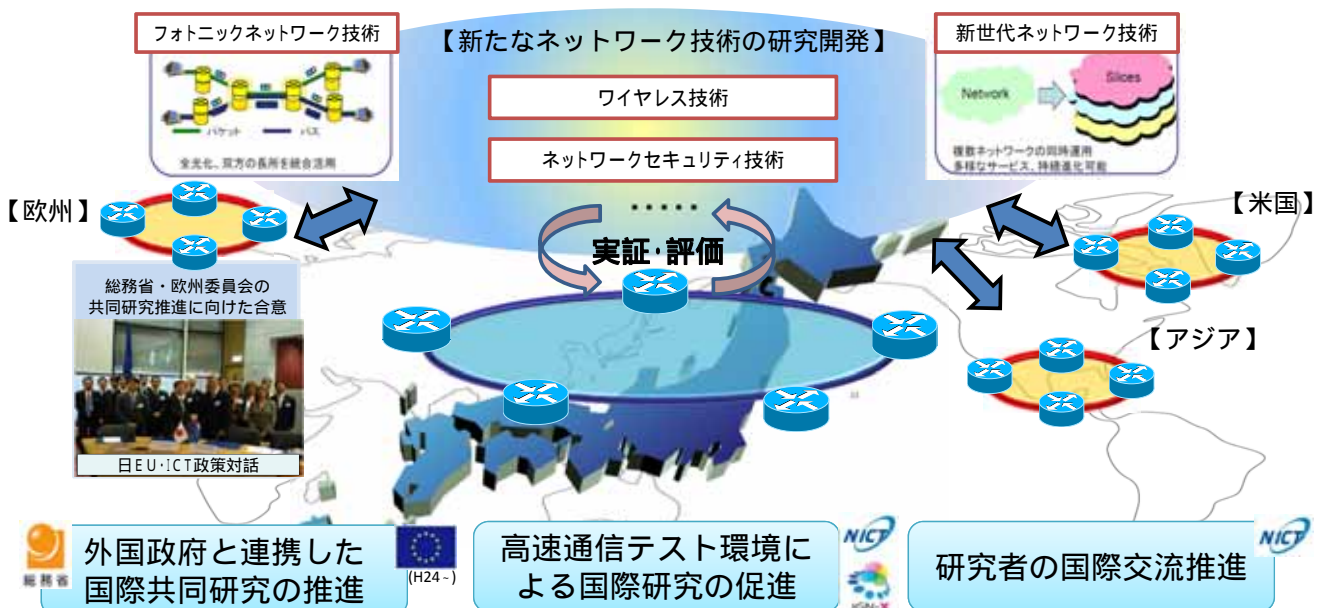 フォトニックネットワーク技術
【新たなネットワーク技術の研究開発】
新世代ネットワーク技術
パケット パス
全光化、双方の長所を統合活用
ワイヤレス技術
ネットワークセキュリティ技術
・・・・・
Network
Slices
複数ネットワークの同時運用
多様なサービス、持続進化可能
【欧州】
【米国】
実証・評価
総務省・欧州委員会の
共同研究推進に向けた合意
【アジア】
日EU・ICT政策対話
総務省
外国政府と連携した
国際共同研究の推進
(H24~)
高速通信テスト環境に
よる国際研究の促進
NICT
JGN-X
研究者の国際交流推進
NICT